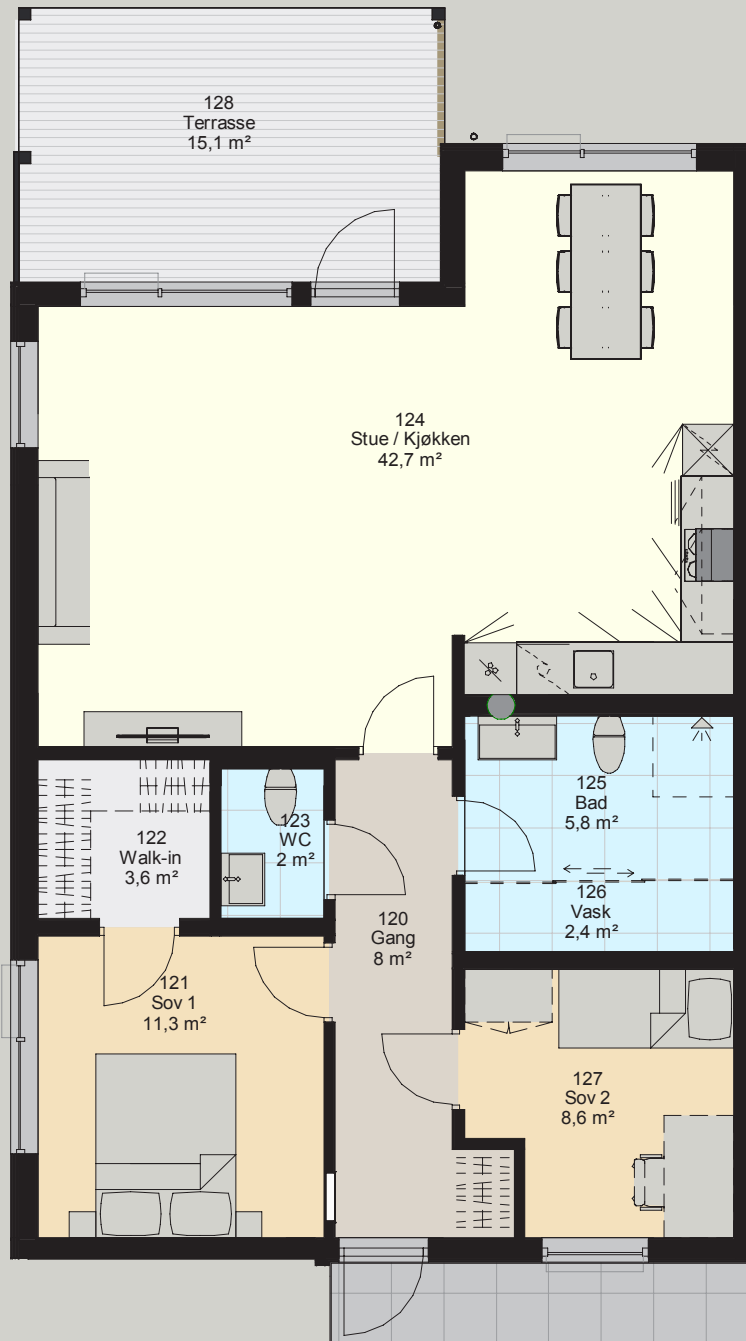 128
Terrasse
15,1 m²
124
Stue / Kjøkken
42,7 m²
125
Bad
5,8 m²
123
WC
2 m²
122
Walk-in
3,6 m²
126
Vask
2,4 m²
120
Gang
8 m²
121
Sov 1
11,3 m²
127
Sov 2
8,6 m²